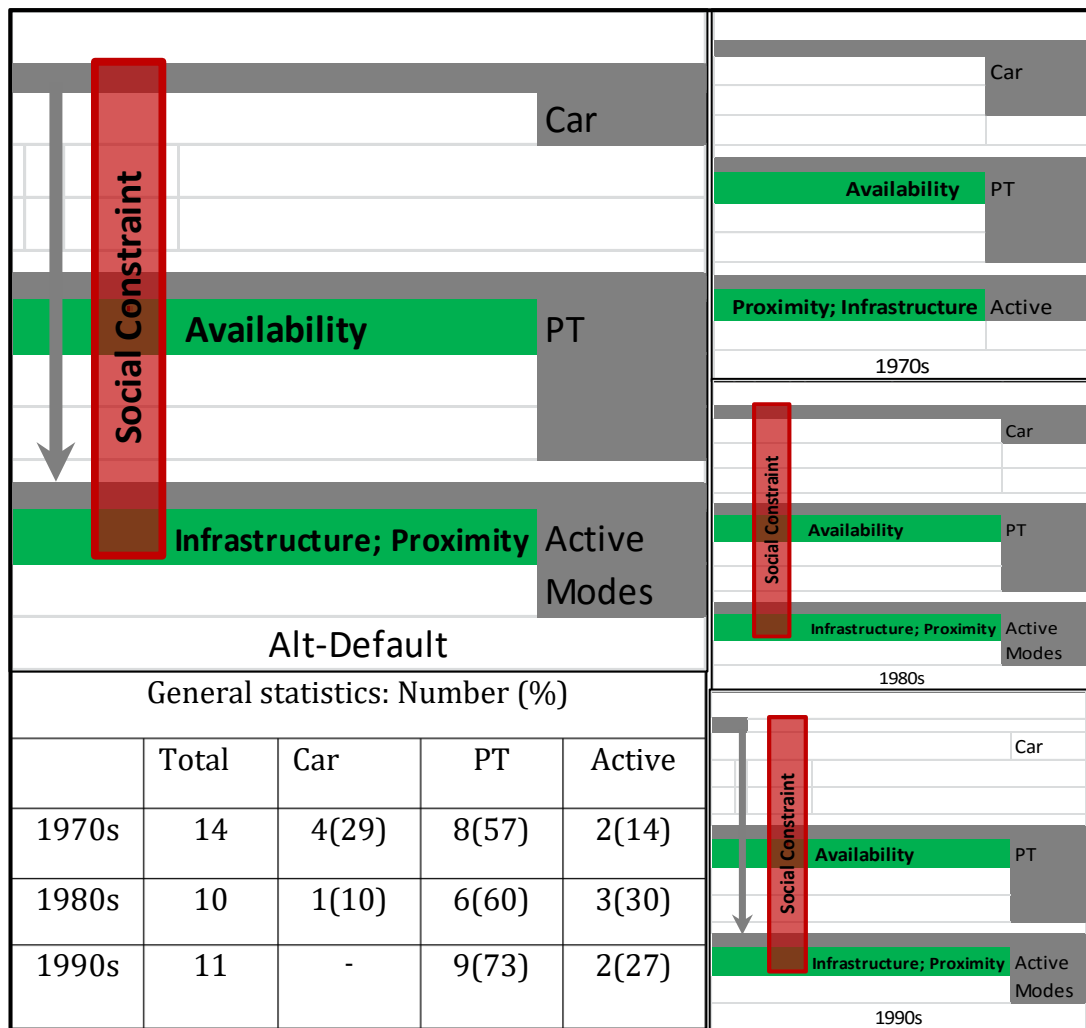 Car
Social Constraint
Availability
PT
Infrastructure; Proximity
Active
Modes
Alt-Default
General statistics: Number (%)
Total Car PT Active
1970s 14 4(29) 8(57) 2(14)
1980s 10 1(10) 6(60) 3(30)
1990s 11 - 9(73) 2(27)
Car
Availability PT
Proximity; Infrastructure Active
1970s
Car
Social Constraint
Availability PT
Infrastructure; Proximity Active
Modes
1980s
Car
Social Constraint
Availability PT
Infrastructure; Proximity Active
Modes
1990s